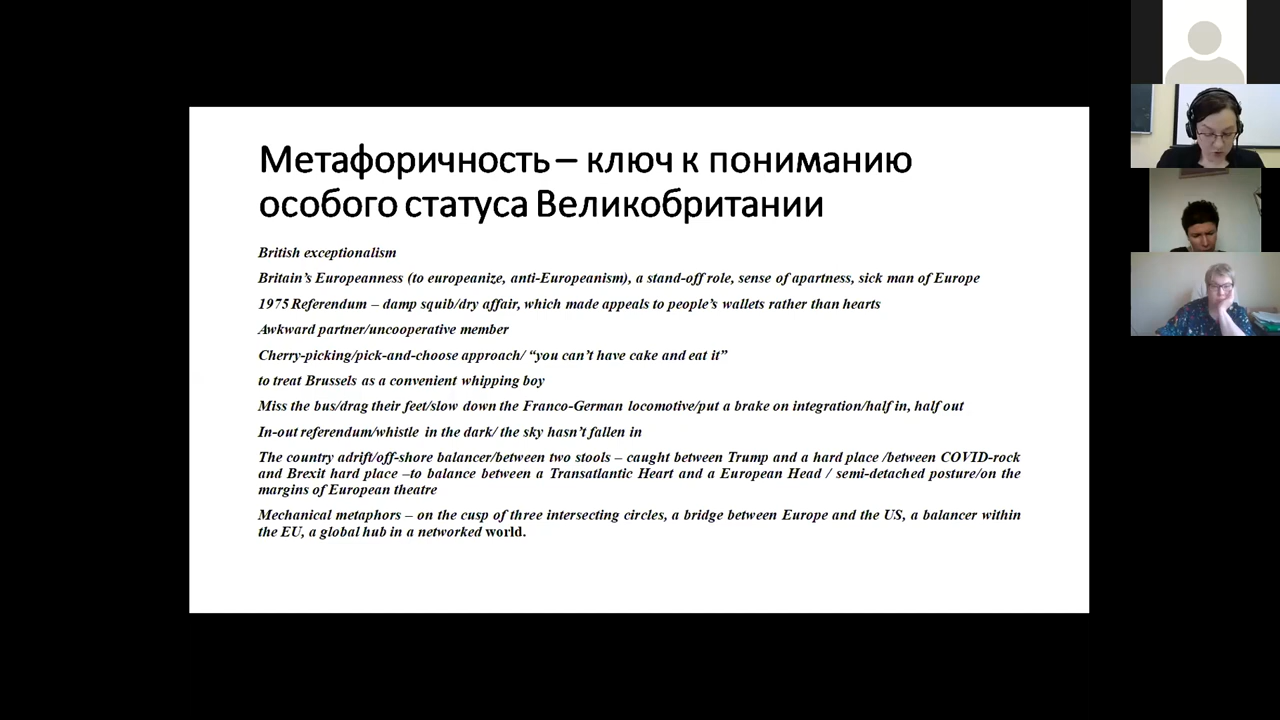 Метафоричность – ключ к пониманию
особого статуса Великобритании
British exceptionalism
Britain’s Europeanness (to europeanize, anti-Europeanism), a stand-off role, sense of apartness, sick man of Europe
1975 Referendum – damp squib/dry affair, which made appeals to people’s wallets rather than hearts
Awkward partner/uncooperative member
Cherry-picking/pick-and-choose approach/ “you can’t have cake and eat it”
to treat Brussels as a convenient whipping boy
Miss the bus/drag their feet/slow down the Franco-German locomotive/put a brake on integration/half in, half out
In-out referendum/whistle in the dark/ the sky hasn’t fallen in
The country adrift/off-shore balancer/between two stools – caught between Trump and a hard place /between COVID-rock
and Brexit hard place –to balance between a Transatlantic Heart and a European Head / semi-detached posture/on the
margins of European theatre
Mechanical metaphors – on the cusp of three intersecting circles, a bridge between Europe and the US, a balancer within
the EU, a global hub in a networked world.